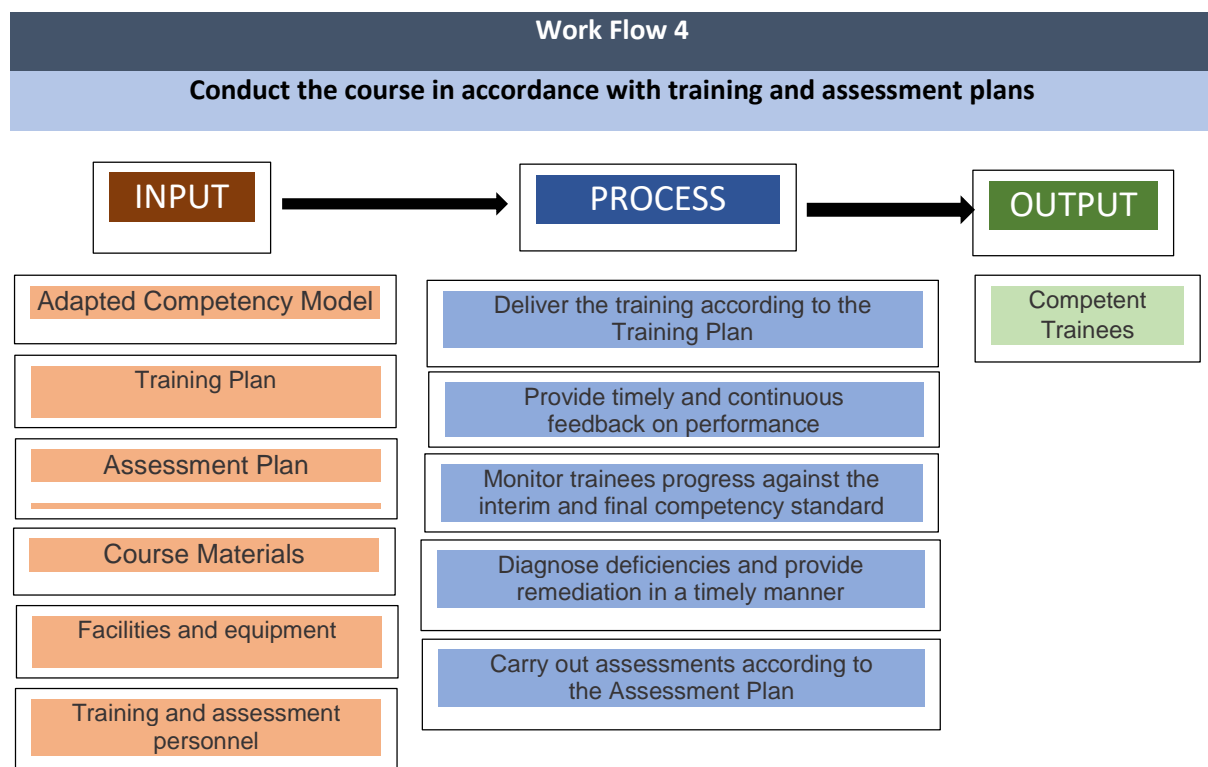 Work Flow 4
Conduct the course in accordance with training and assessment plans
INPUT
PROCESS
OUTPUT
Adapted Competency Model
Training Plan
Assessment Plan
Course Materials
Facilities and equipment
Training and assessment
personnel
Deliver the training according to the
Training Plan
Provide timely and continuous
feedback on performance
Monitor trainees progress against the
interim and final competency standard
Diagnose deficiencies and provide
remediation in a timely manner
Carry out assessments according to
the Assessment Plan
Competent
Trainees